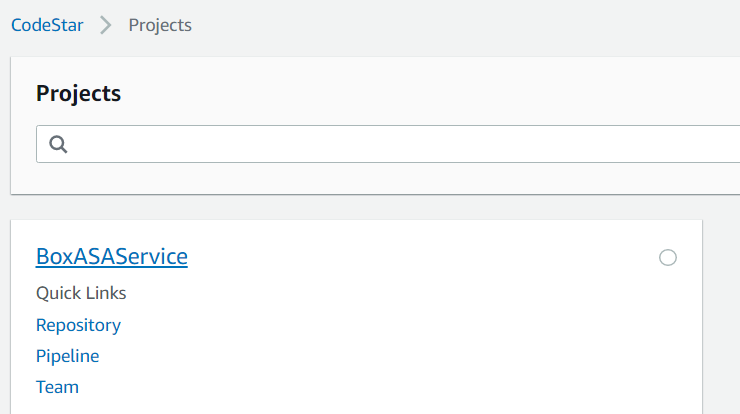 CodeStar > Projects
Projects
BoxASAService
Quick Links
Repository
Pipeline
Team